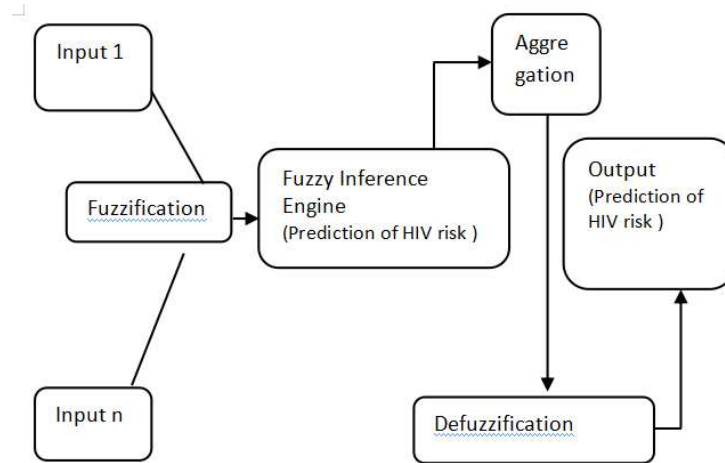 Input 1
Fuzzification
Input n
Fuzzy Inference
Engine
(Prediction of HIV risk )
Aggre
gation
Defuzzification
Output
(Prediction of
HIV risk )